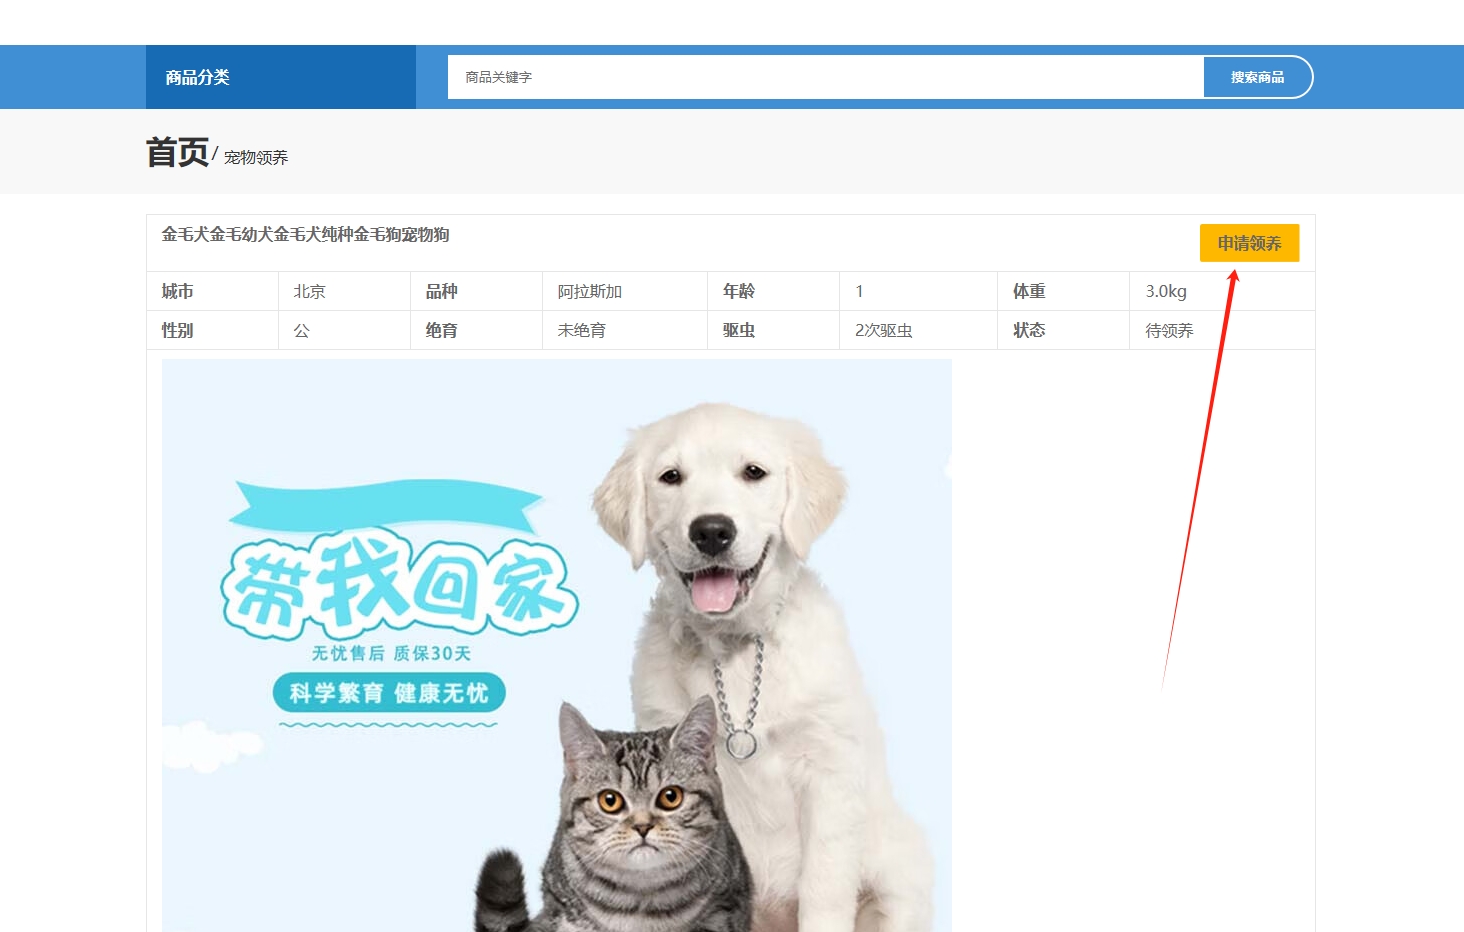 商品分类
商品关键字
搜索商品
首页/ 宠物领养
金毛犬金毛幼犬金毛犬纯种金毛狗宠物狗
申请领养
城市 北京 品种 阿拉斯加 年龄 1 体重 3.0kg
性别 公 绝育 未绝育 驱虫 2次驱虫 状态 待领养
带我回家
无忧售后 质保30天
科学繁育 健康无忧